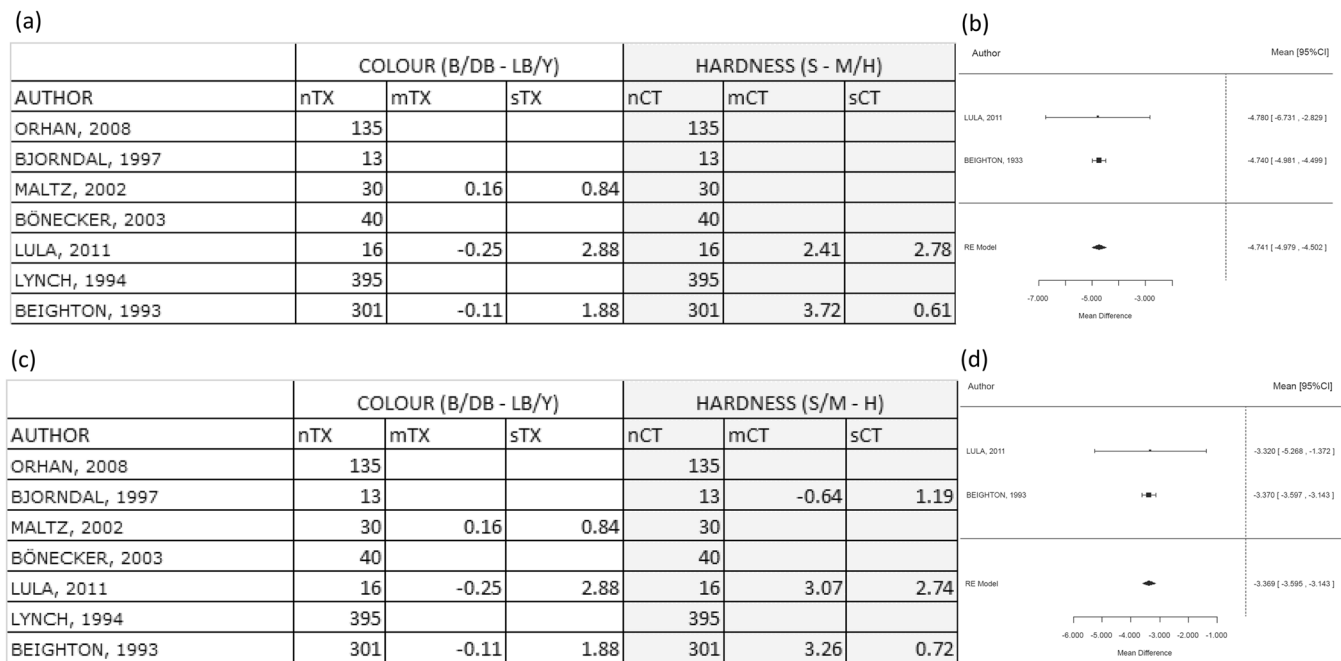 (a)
COLOUR (B/DB - LB/Y) HARDNESS (S - M/H)
AUTHOR nTX mTX sTX nCT mCT sCT
ORHAN, 2008 135 135
BJORNDAL, 1997 13 13
MALTZ, 2002 30 0.16 0.84 30
BÖNECKER, 2003 40 40
LULA, 2011 16 -0.25 2.88 16 2.41 2.78
LYNCH, 1994 395 395
BEIGHTON, 1993 301 -0.11 1.88 301 3.72 0.61
(b)
Author Mean [95%CI]
LULA, 2011 -4.780 [ -6.731 , -2.829 ]
BEIGHTON, 1933 -4.740 [ -4.981 , -4.499 ]
RE Model -4.741 [ -4.979 , -4.502 ]
-7.000 -5.000 -3.000
Mean Difference
(c)
COLOUR (B/DB - LB/Y) HARDNESS (S/M - H)
AUTHOR nTX mTX sTX nCT mCT sCT
ORHAN, 2008 135 135
BJORNDAL, 1997 13 13 -0.64 1.19
MALTZ, 2002 30 0.16 0.84 30
BÖNECKER, 2003 40 40
LULA, 2011 16 -0.25 2.88 16 3.07 2.74
LYNCH, 1994 395 395
BEIGHTON, 1993 301 -0.11 1.88 301 3.26 0.72
(d)
Author Mean [95%CI]
LULA, 2011 -3.320 [ -5.268 , -1.372 ]
BEIGHTON, 1993 -3.370 [ -3.597 , -3.143 ]
RE Model -3.369 [ -3.595 , -3.143 ]
-6.000 -5.000 -4.000 -3.000 -2.000 -1.000
Mean Difference